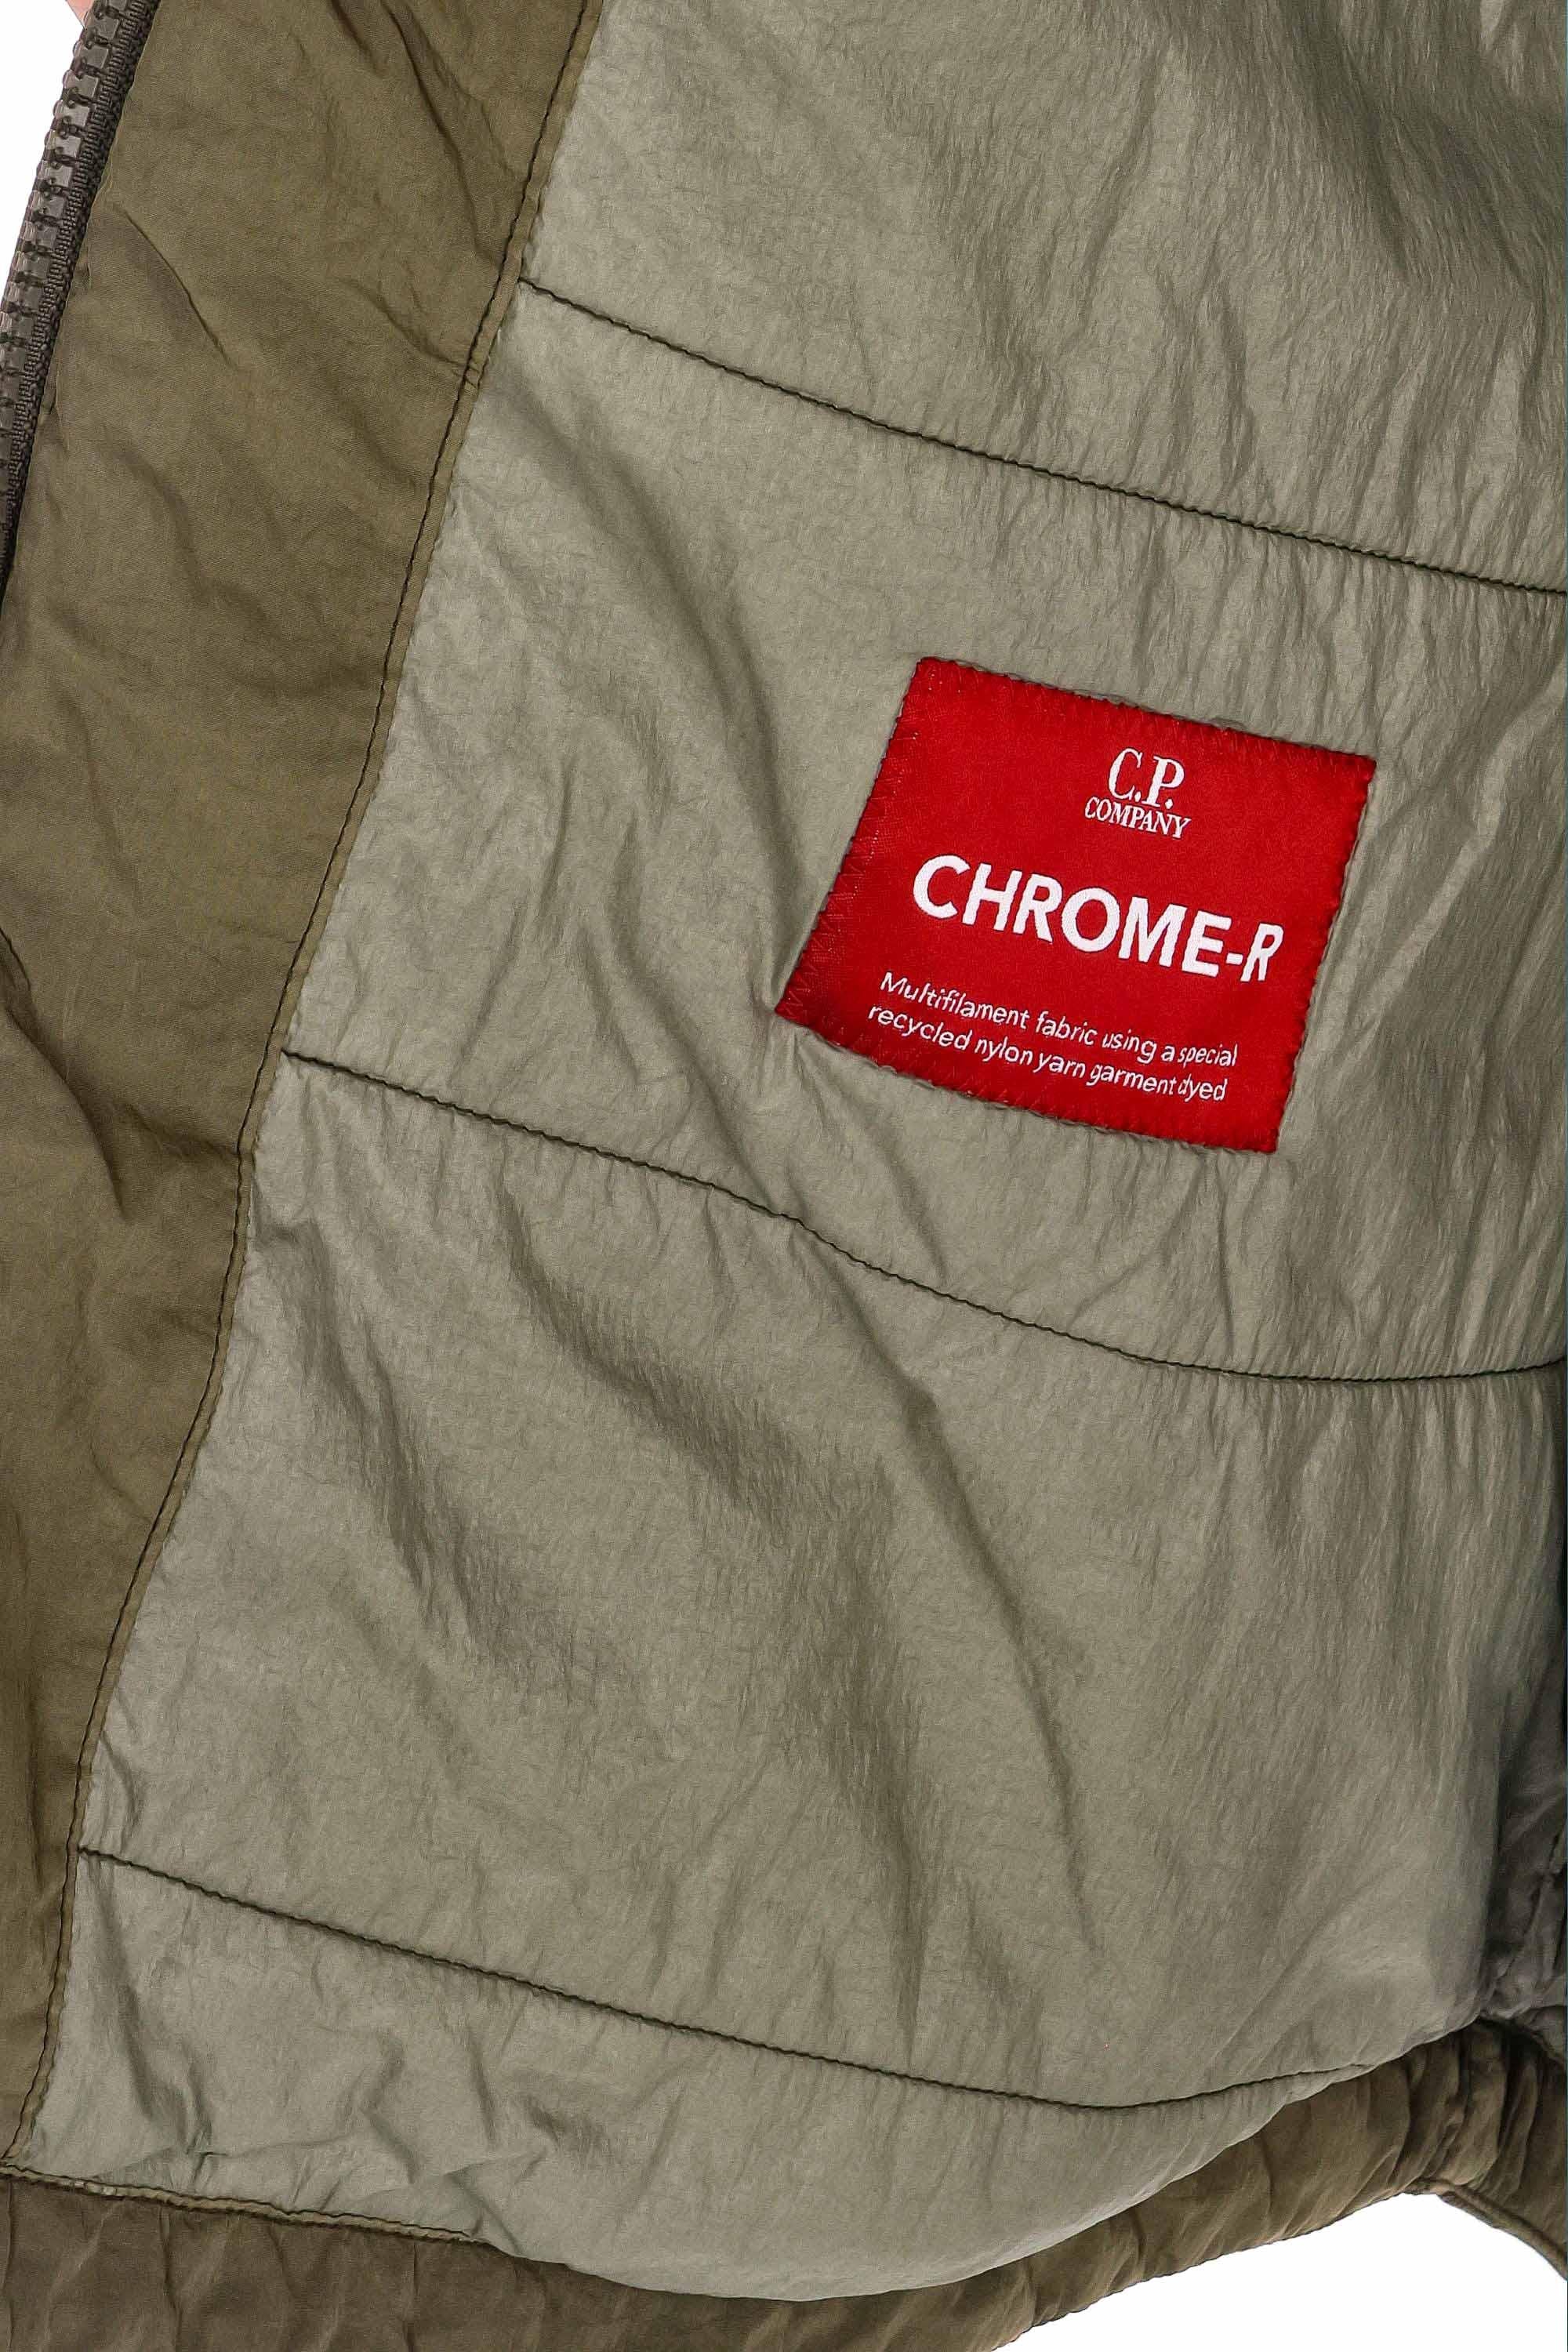 C.P.
COMPANY
CHROME-R
Multifilament fabric using a special
recycled nylon yarn garment dyed